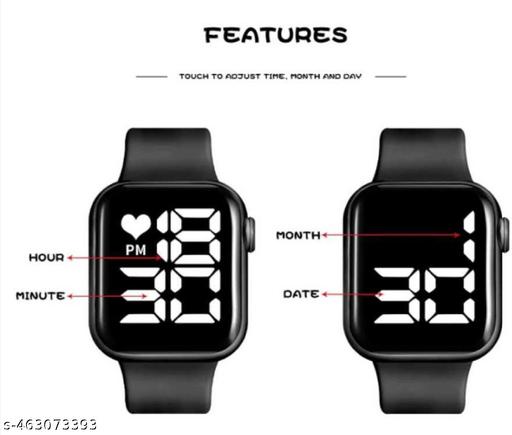 FEATURES
TOUCH TO ADJUST TIME, MONTH AND DAY
PM 18
HOUR
MINUTE
30
MONTH
1
DATE
30
s-463073393